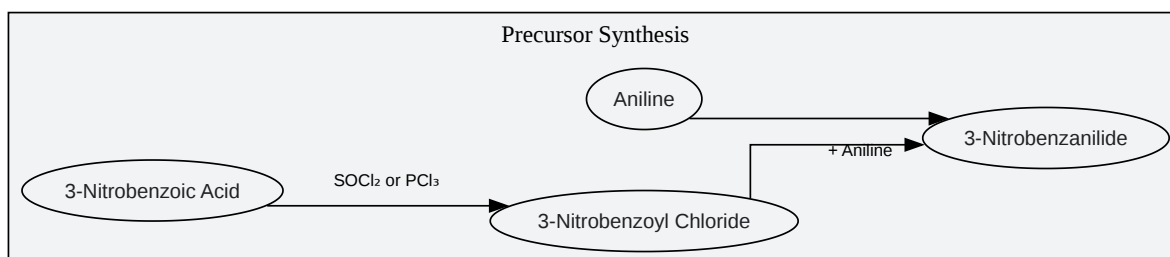 Precursor Synthesis
Aniline
3-Nitrobenzanilide
+ Aniline
3-Nitrobenzoic Acid
SOCl₂ or PCl₃
3-Nitrobenzoyl Chloride